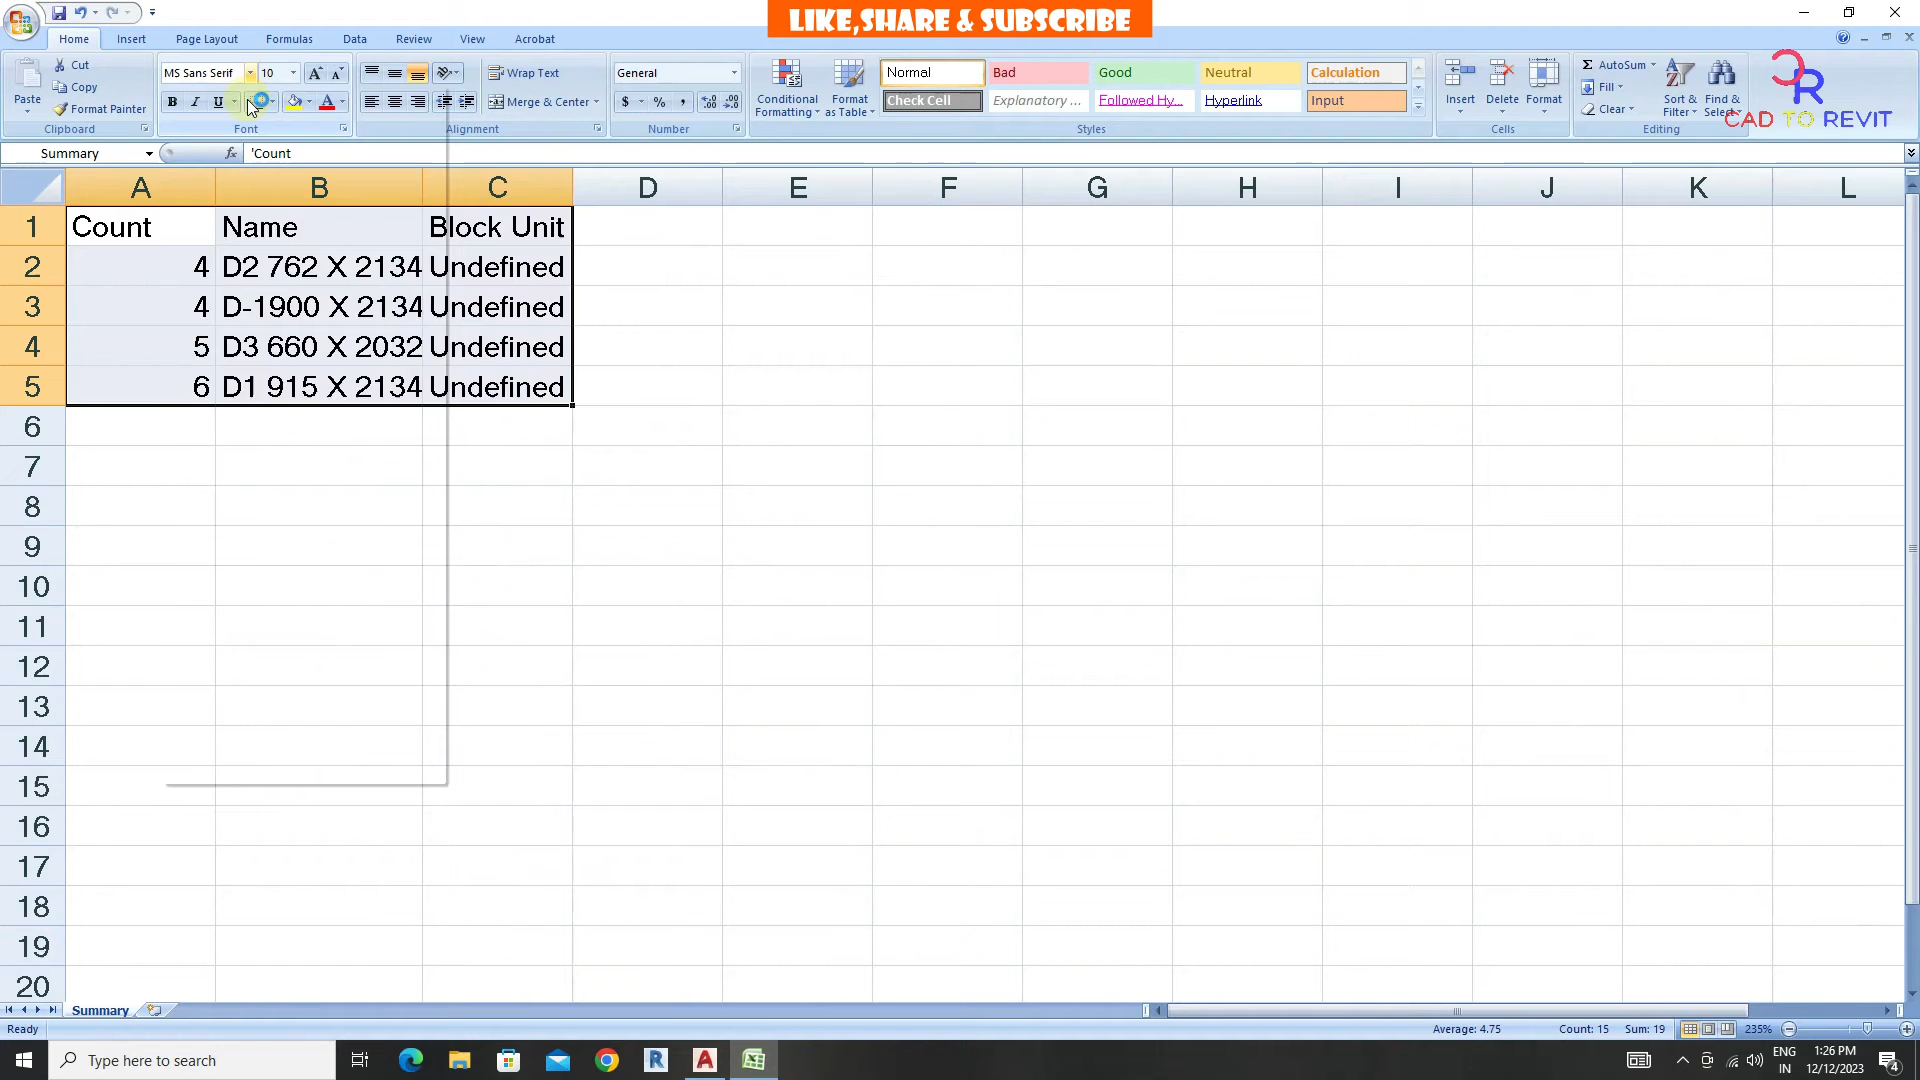 LIKE,SHARE & SUBSCRIBE
Home Insert Page Layout Formulas Data Review View Acrobat
Cut
Copy
Format Painter
Paste
Clipboard
MS Sans Serif 10
B I U
Font
Wrap Text
Merge & Center
Alignment
General
$ % ,
Number
Conditional Formatting
Format as Table
Normal Bad Good Neutral Calculation
Check Cell Explanatory ... Followed Hy... Hyperlink Input
Styles
Insert Delete Format
Cells
AutoSum
Fill
Clear
Sort & Filter
Find & Select
Editing
CR
CAD TO REVIT
Summary fx 'Count
A B C D E F G H I J K L
1 Count Name Block Unit
2 4 D2 762 X 2134 Undefined
3 4 D-1900 X 2134 Undefined
4 5 D3 660 X 2032 Undefined
5 6 D1 915 X 2134 Undefined
6
7
8
9
10
11
12
13
14
15
16
17
18
19
20
Summary
Ready Average: 4.75 Count: 15 Sum: 19 235%
Type here to search
ENG
IN
1:26 PM
12/12/2023
4